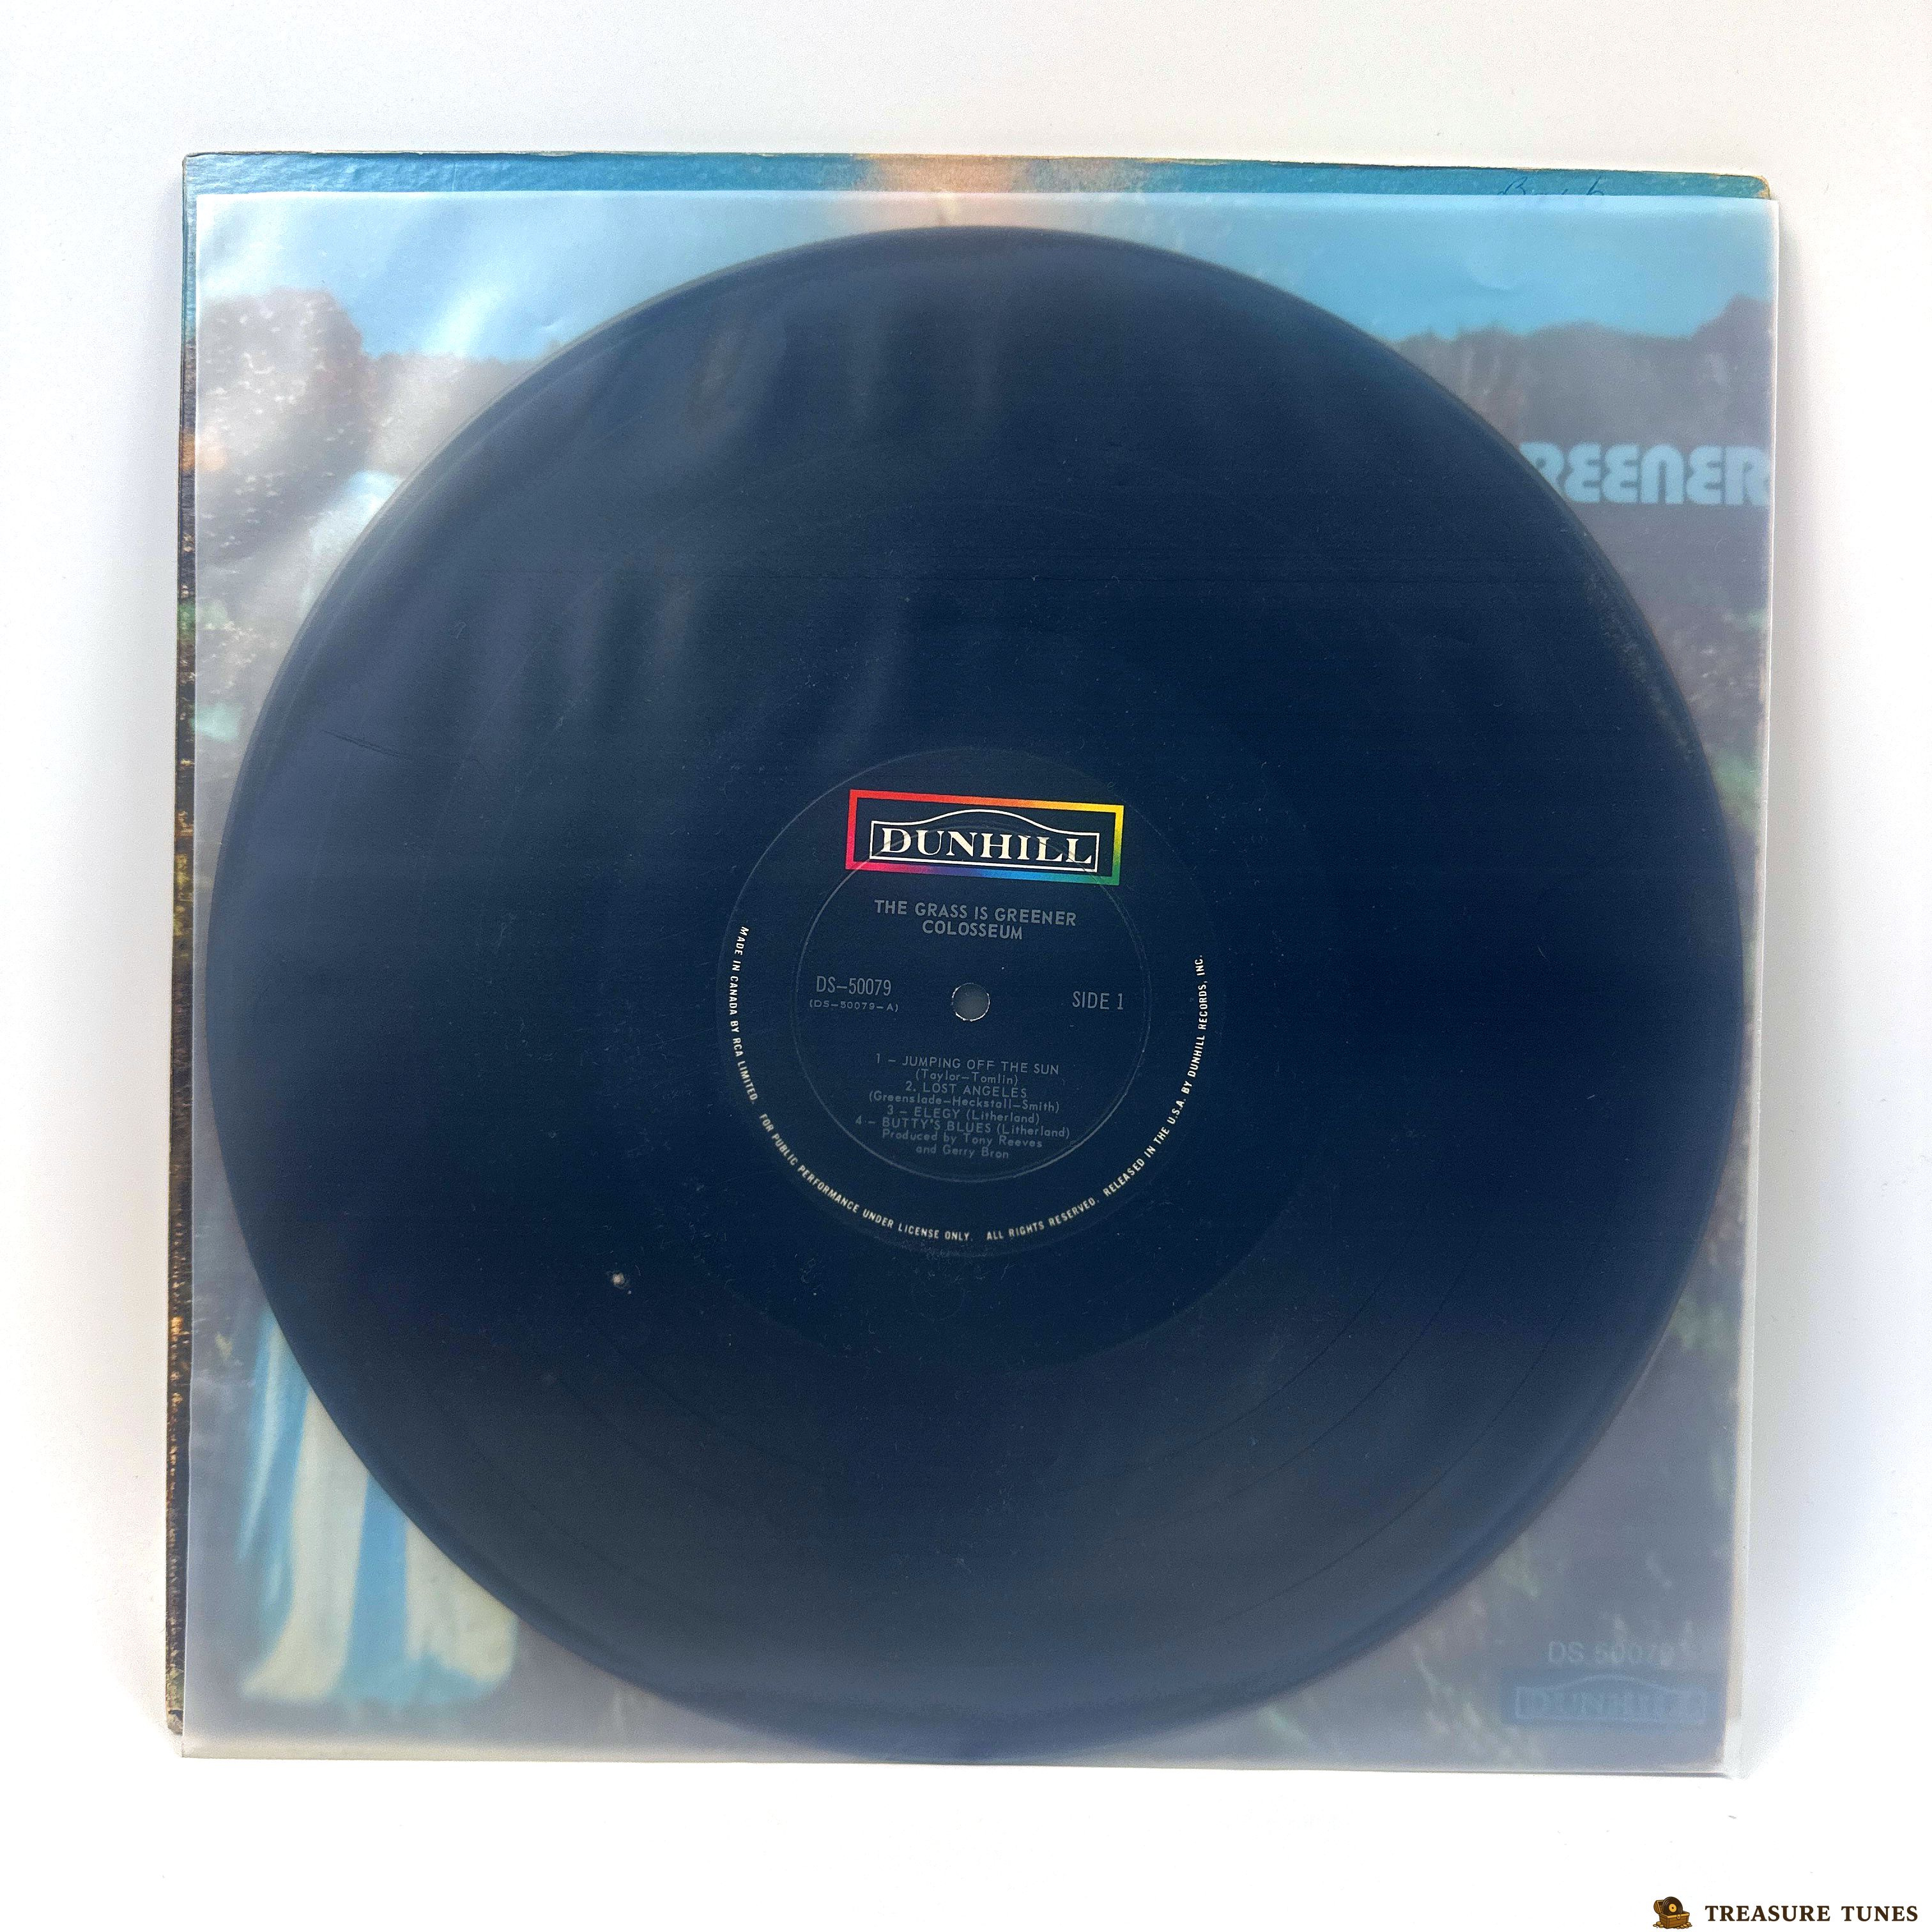 REENER
DUNHILL
THE GRASS IS GREENER
COLOSSEUM
DS-50079
(DS-50079-A)
SIDE 1
1 - JUMPING OFF THE SUN
(Taylor-Tomlin)
2. LOST ANGELES
(Greenslade-Heckstall-Smith)
3 - ELEGY (Litherland)
4 - BUTTY'S BLUES (Litherland)
Produced by Tony Reeves
and Gerry Bron
MADE IN CANADA BY RCA LIMITED. FOR PUBLIC PERFORMANCE UNDER LICENSE ONLY. ALL RIGHTS RESERVED. RELEASED IN THE U.S.A. BY DUNHILL RECORDS, INC.
DS 50079
DUNHILL
TREASURE TUNES